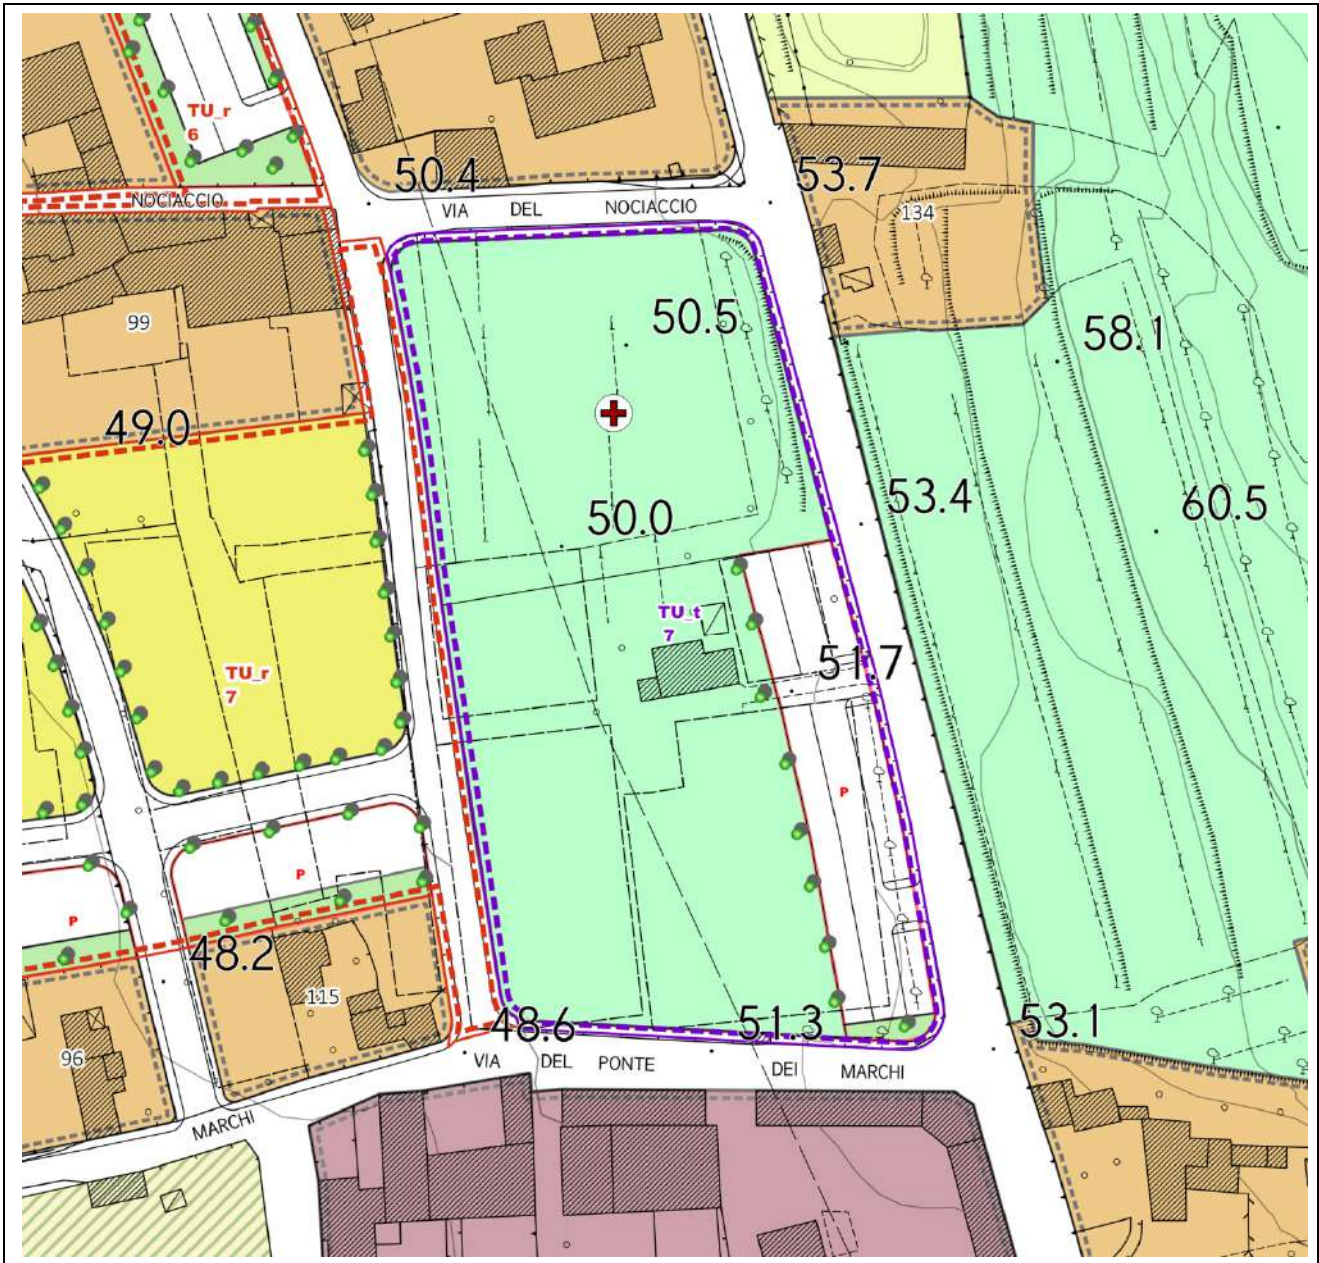 TU_r
6
50.4
53.7
NOCIACCIO
VIA DEL NOCIACCIO
134
50.5
58.1
99
49.0
50.0
53.4
60.5
TU_t
7
TU_r
7
51.7
P
P
P
48.2
115
48.6
51.3
53.1
96
VIA DEL PONTE DEI MARCHI
MARCHI